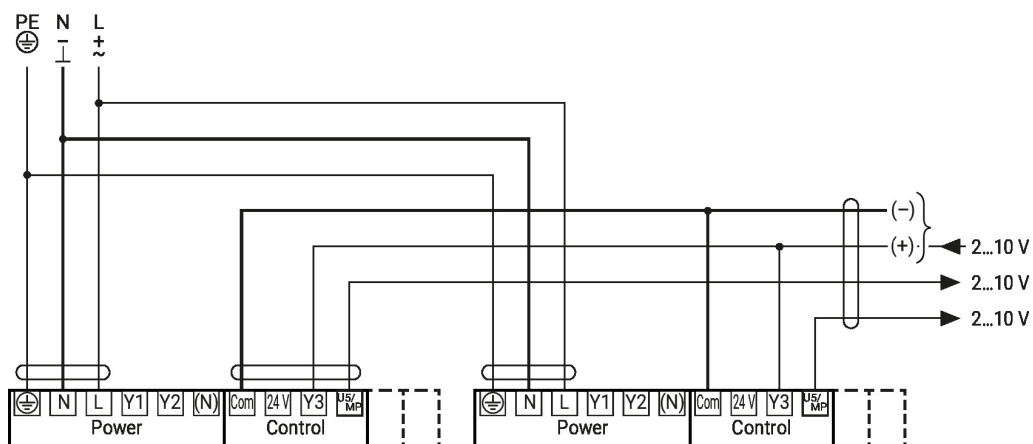 PE N L
- +
⊥ ~
(−)
(+) 2...10 V
2...10 V
2...10 V
N L Y1 Y2 (N) Com 24 V Y3 U5/MP N L Y1 Y2 (N) Com 24 V Y3 U5/MP
Power Control Power Control